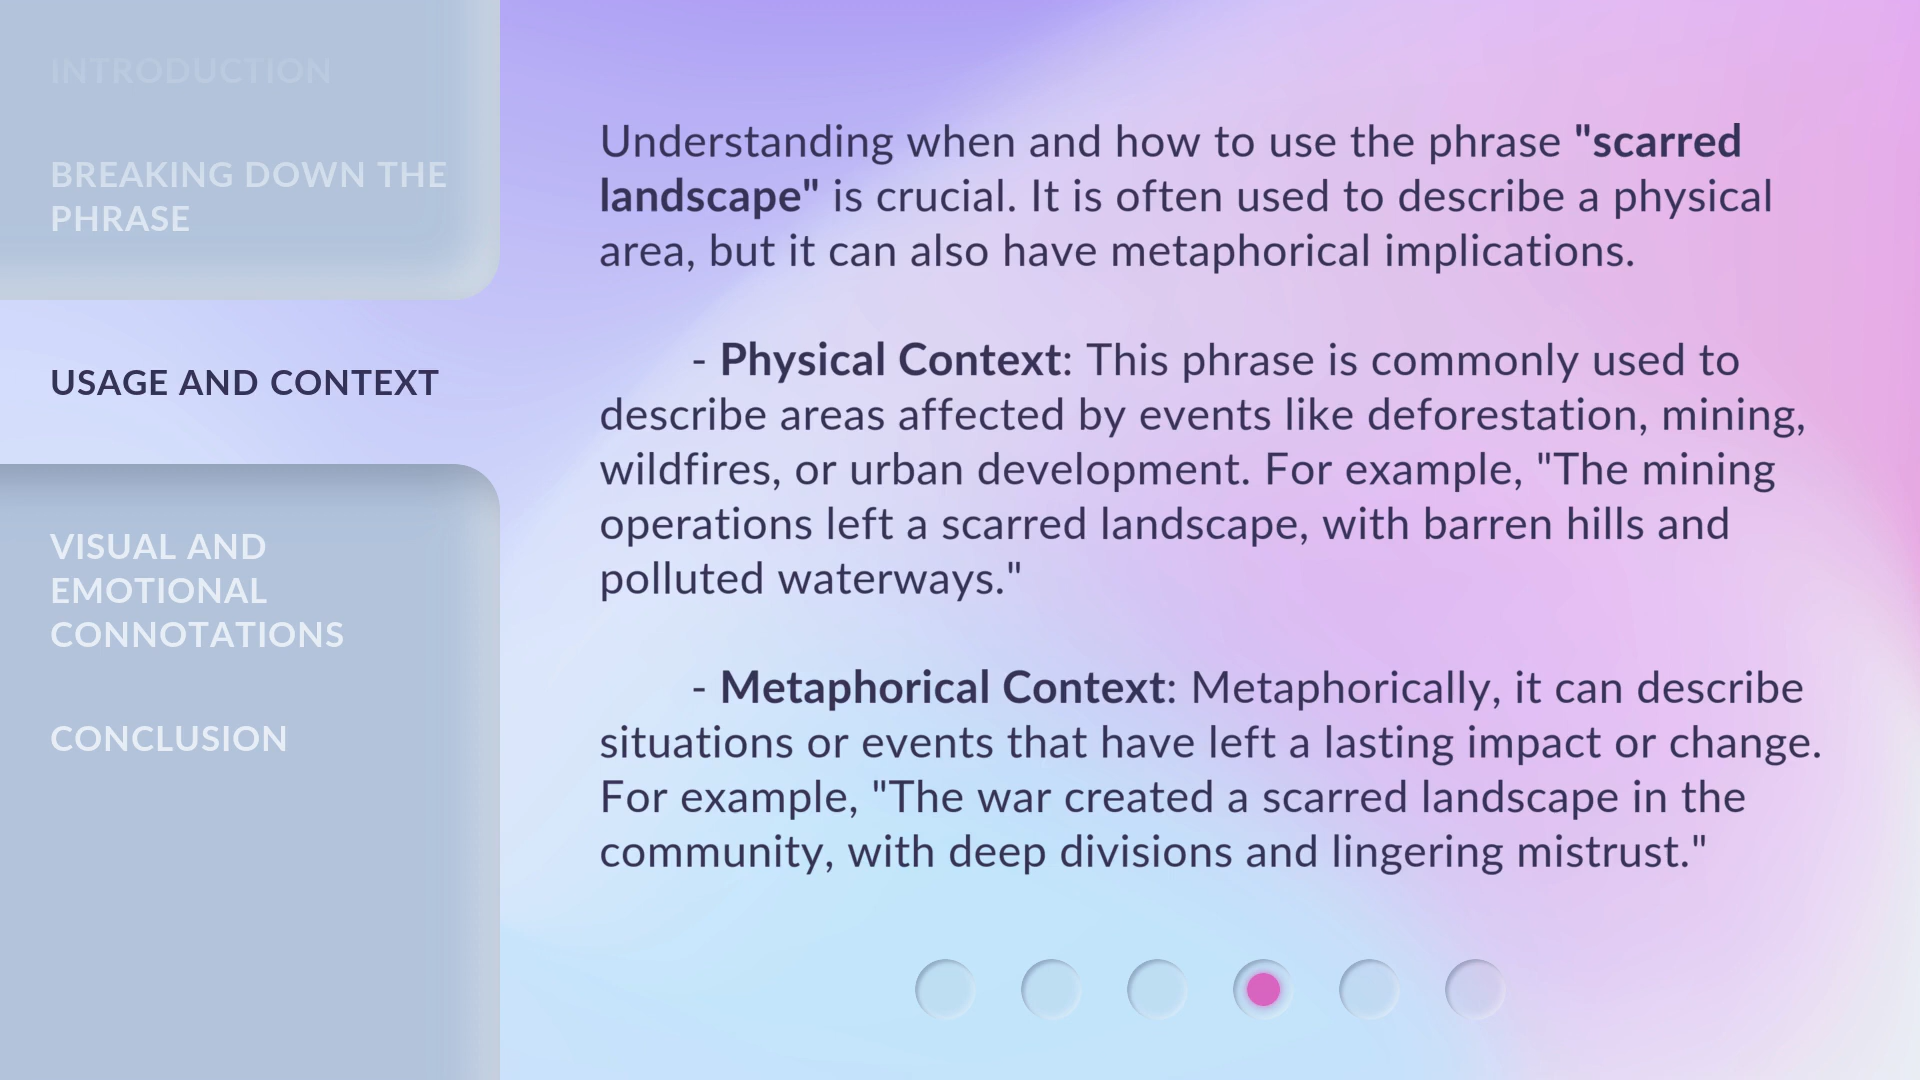 INTRODUCTION
BREAKING DOWN THE
PHRASE
USAGE AND CONTEXT
VISUAL AND
EMOTIONAL
CONNOTATIONS
CONCLUSION
Understanding when and how to use the phrase "scarred
landscape" is crucial. It is often used to describe a physical
area, but it can also have metaphorical implications.
- Physical Context: This phrase is commonly used to
describe areas affected by events like deforestation, mining,
wildfires, or urban development. For example, "The mining
operations left a scarred landscape, with barren hills and
polluted waterways."
- Metaphorical Context: Metaphorically, it can describe
situations or events that have left a lasting impact or change.
For example, "The war created a scarred landscape in the
community, with deep divisions and lingering mistrust."